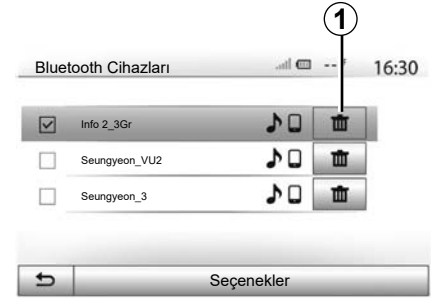 1
Bluetooth Cihazları --° 16:30
Info 2_3Gr
Seungyeon_VU2
Seungyeon_3
Seçenekler